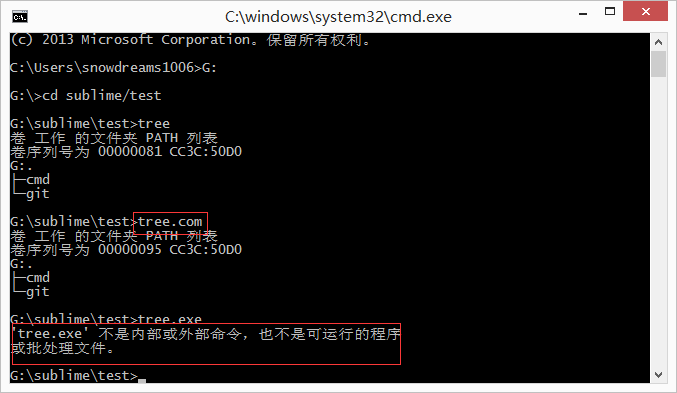 C:\windows\system32\cmd.exe
(c) 2013 Microsoft Corporation。保留所有权利。
C:\Users\snowdreams1006>G:
G:\>cd sublime/test
G:\sublime\test>tree
卷 工作 的文件夹 PATH 列表
卷序列号为 00000081 CC3C:50D0
G:.
├─cmd
└─git
G:\sublime\test>tree.com
卷 工作 的文件夹 PATH 列表
卷序列号为 00000095 CC3C:50D0
G:.
├─cmd
└─git
G:\sublime\test>tree.exe
'tree.exe' 不是内部或外部命令，也不是可运行的程序
或批处理文件。
G:\sublime\test>